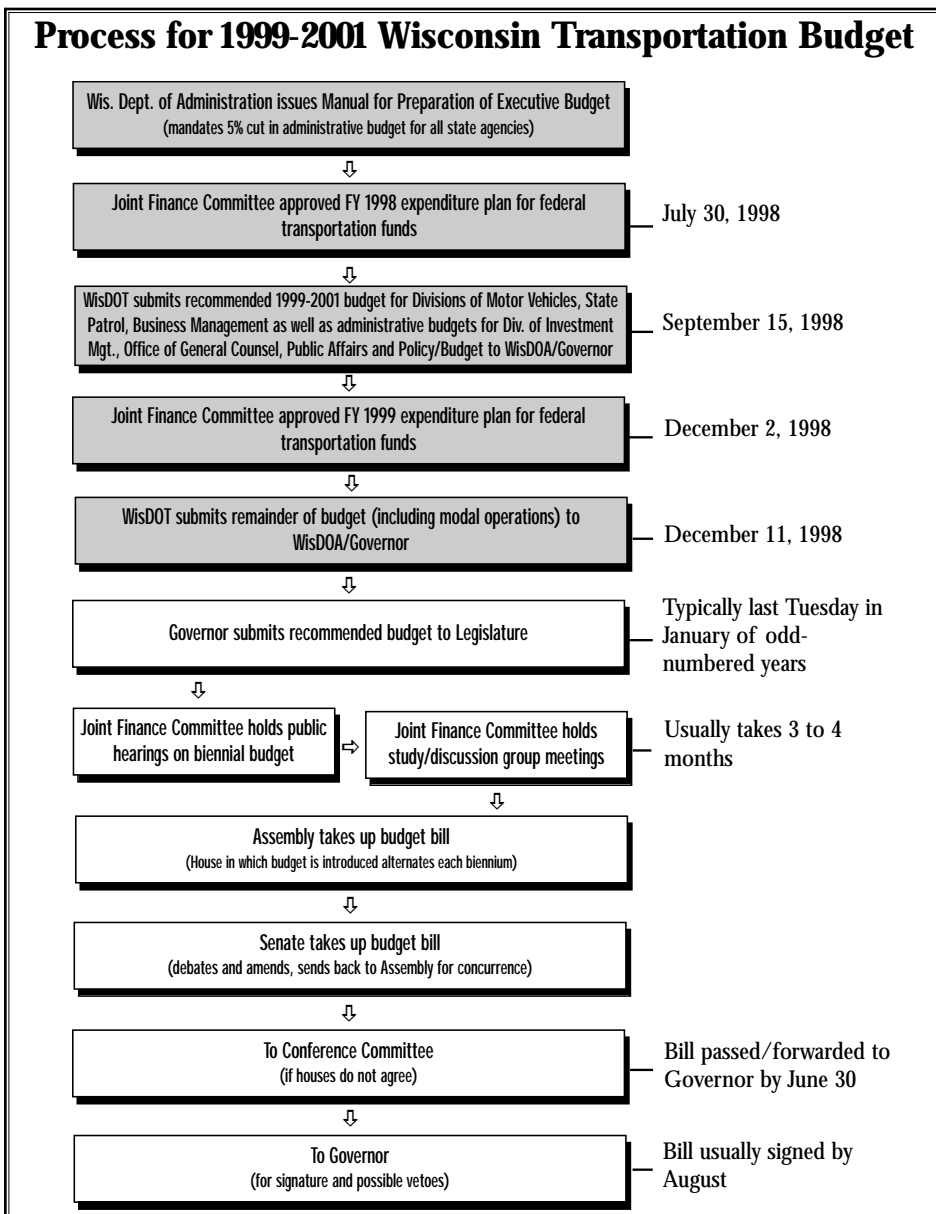 Process for 1999-2001 Wisconsin Transportation Budget
Wis. Dept. of Administration issues Manual for Preparation of Executive Budget
(mandates 5% cut in administrative budget for all state agencies)
Joint Finance Committee approved FY 1998 expenditure plan for federal
transportation funds
July 30, 1998
WisDOT submits recommended 1999-2001 budget for Divisions of Motor Vehicles, State
Patrol, Business Management as well as administrative budgets for Div. of Investment
Mgt., Office of General Counsel, Public Affairs and Policy/Budget to WisDOA/Governor
September 15, 1998
Joint Finance Committee approved FY 1999 expenditure plan for federal
transportation funds
December 2, 1998
WisDOT submits remainder of budget (including modal operations) to
WisDOA/Governor
December 11, 1998
Governor submits recommended budget to Legislature
Typically last Tuesday in
January of odd-
numbered years
Joint Finance Committee holds public
hearings on biennial budget
Joint Finance Committee holds
study/discussion group meetings
Usually takes 3 to 4
months
Assembly takes up budget bill
(House in which budget is introduced alternates each biennium)
Senate takes up budget bill
(debates and amends, sends back to Assembly for concurrence)
To Conference Committee
(if houses do not agree)
Bill passed/forwarded to
Governor by June 30
To Governor
(for signature and possible vetoes)
Bill usually signed by
August